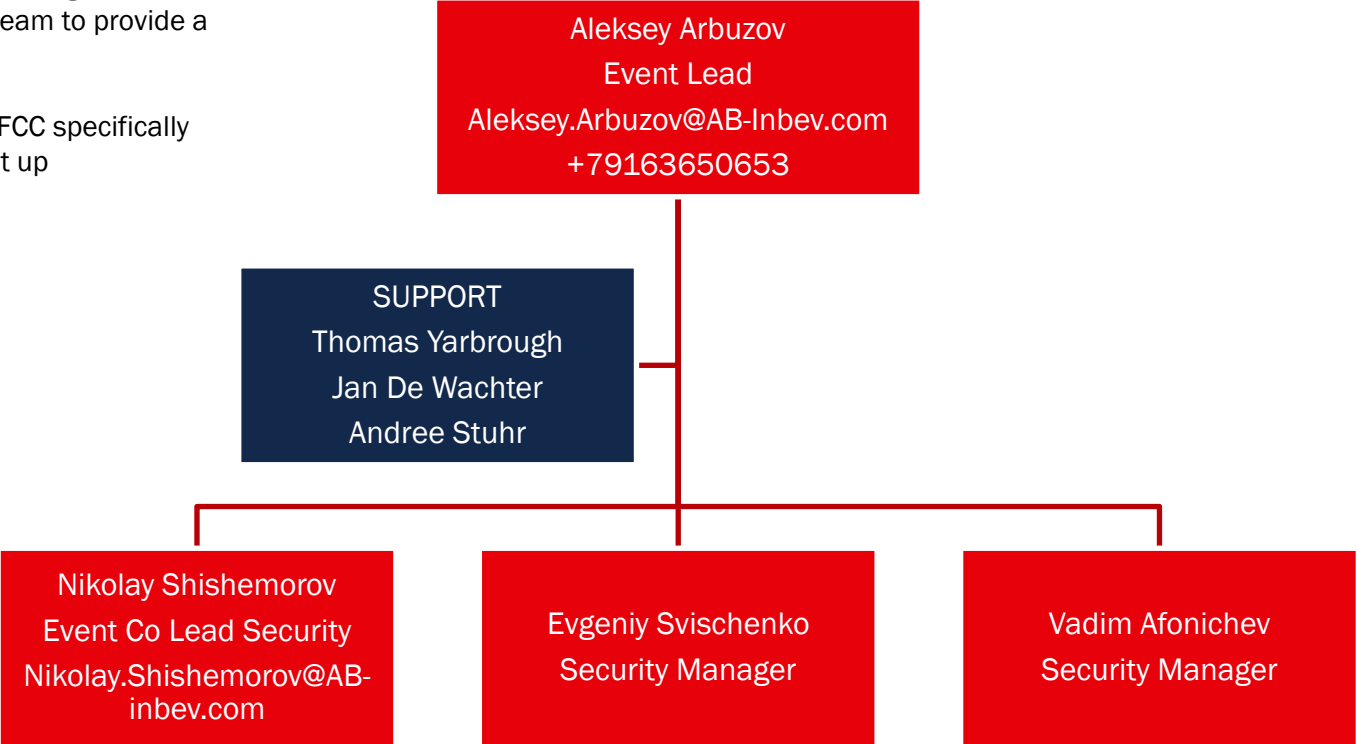 eam to provide a
FCC specifically
t up
Aleksey Arbuzov
Event Lead
Aleksey.Arbuzov@AB-Inbev.com
+79163650653
SUPPORT
Thomas Yarbrough
Jan De Wachter
Andree Stuhr
Nikolay Shishemorov
Event Co Lead Security
Nikolay.Shishemorov@AB-
inbev.com
Evgeniy Svischenko
Security Manager
Vadim Afonichev
Security Manager